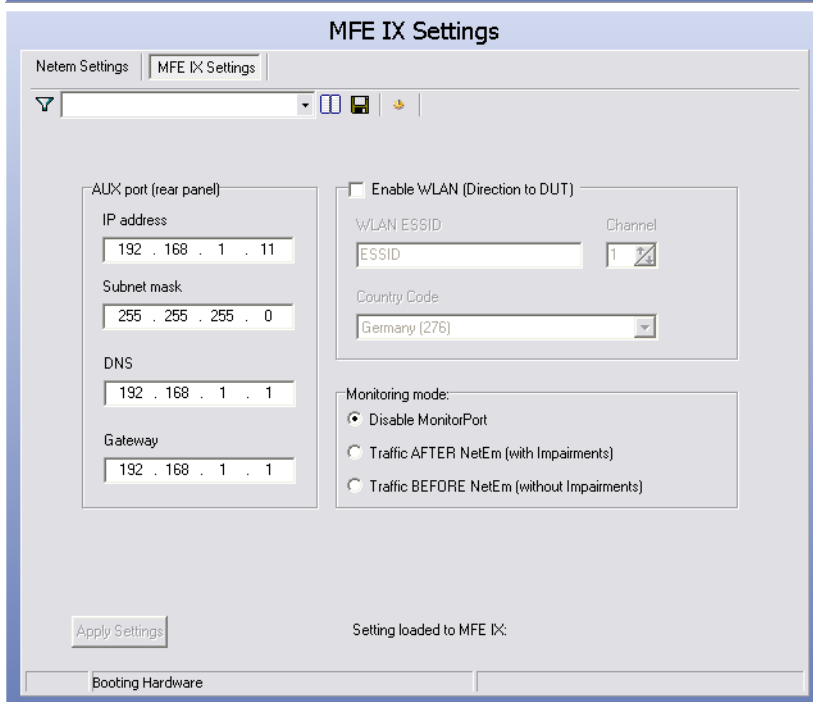 MFE IX Settings
Netem Settings
MFE IX Settings
AUX port (rear panel)
IP address
192 . 168 . 1 . 11
Subnet mask
255 . 255 . 255 . 0
DNS
192 . 168 . 1 . 1
Gateway
192 . 168 . 1 . 1
Enable WLAN (Direction to DUT)
WLAN ESSID Channel
ESSID 1
Country Code
Germany (276)
Monitoring mode:
Disable MonitorPort
Traffic AFTER NetEm (with Impairments)
Traffic BEFORE NetEm (without Impairments)
Apply Settings
Setting loaded to MFE IX:
Booting Hardware